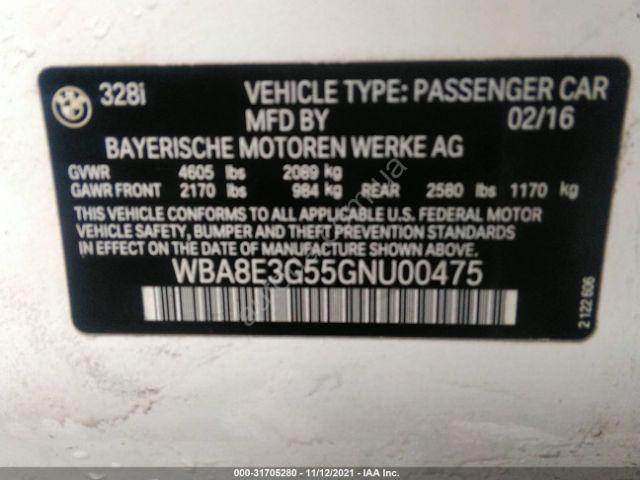 328i VEHICLE TYPE: PASSENGER CAR
MFD BY 02/16
BAYERISCHE MOTOREN WERKE AG
GVWR 4605 lbs 2089 kg
GAWR FRONT 2170 lbs 984 kg REAR 2580 lbs 1170 kg
THIS VEHICLE CONFORMS TO ALL APPLICABLE U.S. FEDERAL MOTOR
VEHICLE SAFETY, BUMPER AND THEFT PREVENTION STANDARDS
IN EFFECT ON THE DATE OF MANUFACTURE SHOWN ABOVE.
WBA8E3G55GNU00475
2 122 606
000-31705280 - 11/12/2021 - IAA Inc.